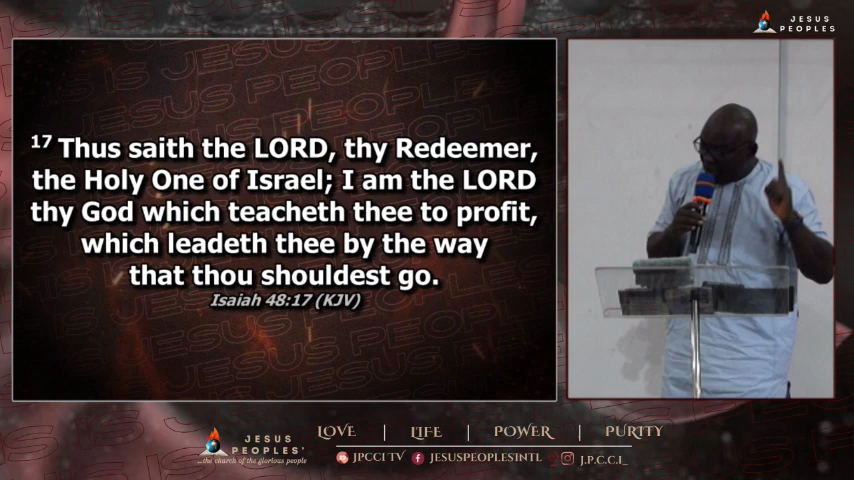 JESUS
PEOPLES
17 Thus saith the LORD, thy Redeemer,
the Holy One of Israel; I am the LORD
thy God which teacheth thee to profit,
which leadeth thee by the way
that thou shouldest go.
Isaiah 48:17 (KJV)
JESUS
PEOPLES'
...the church of the glorious people
LOVE | LIFE | POWER | PURITY
JPCCI TV JESUSPEOPLESINTL J.P.C.C.I_